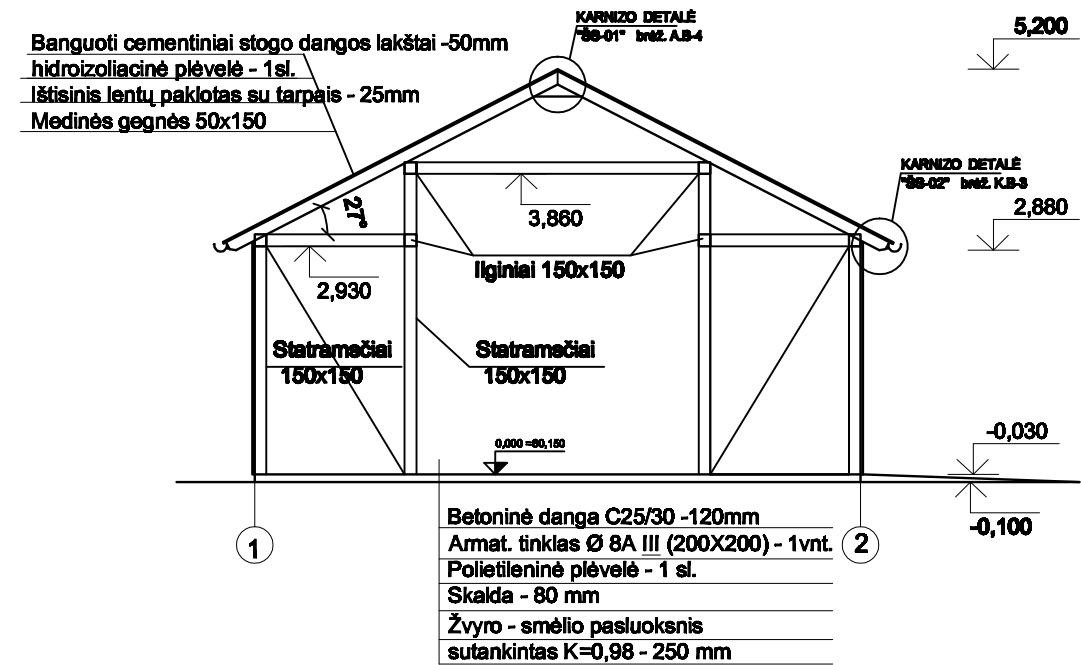 KARNIZO DETALĖ
"ŠB-01" brėž. A.B-4
5,200
Banguoti cementiniai stogo dangos lakštai -50mm
hidroizoliacinė plėvelė - 1sl.
Ištisinis lentų paklotas su tarpais - 25mm
Medinės gegnės 50x150
KARNIZO DETALĖ
"ŠB-02" brėž. K.B-3
27°
3,860
2,880
Ilginiai 150x150
2,930
Statramsčiai
150x150
Statramsčiai
150x150
0,000 =60,150
-0,030
-0,100
Betoninė danga C25/30 -120mm
Armat. tinklas Ø 8A III (200X200) - 1vnt.
Polietileninė plėvelė - 1 sl.
Skalda - 80 mm
Žvyro - smėlio pasluoksnis
sutankintas K=0,98 - 250 mm
1
2